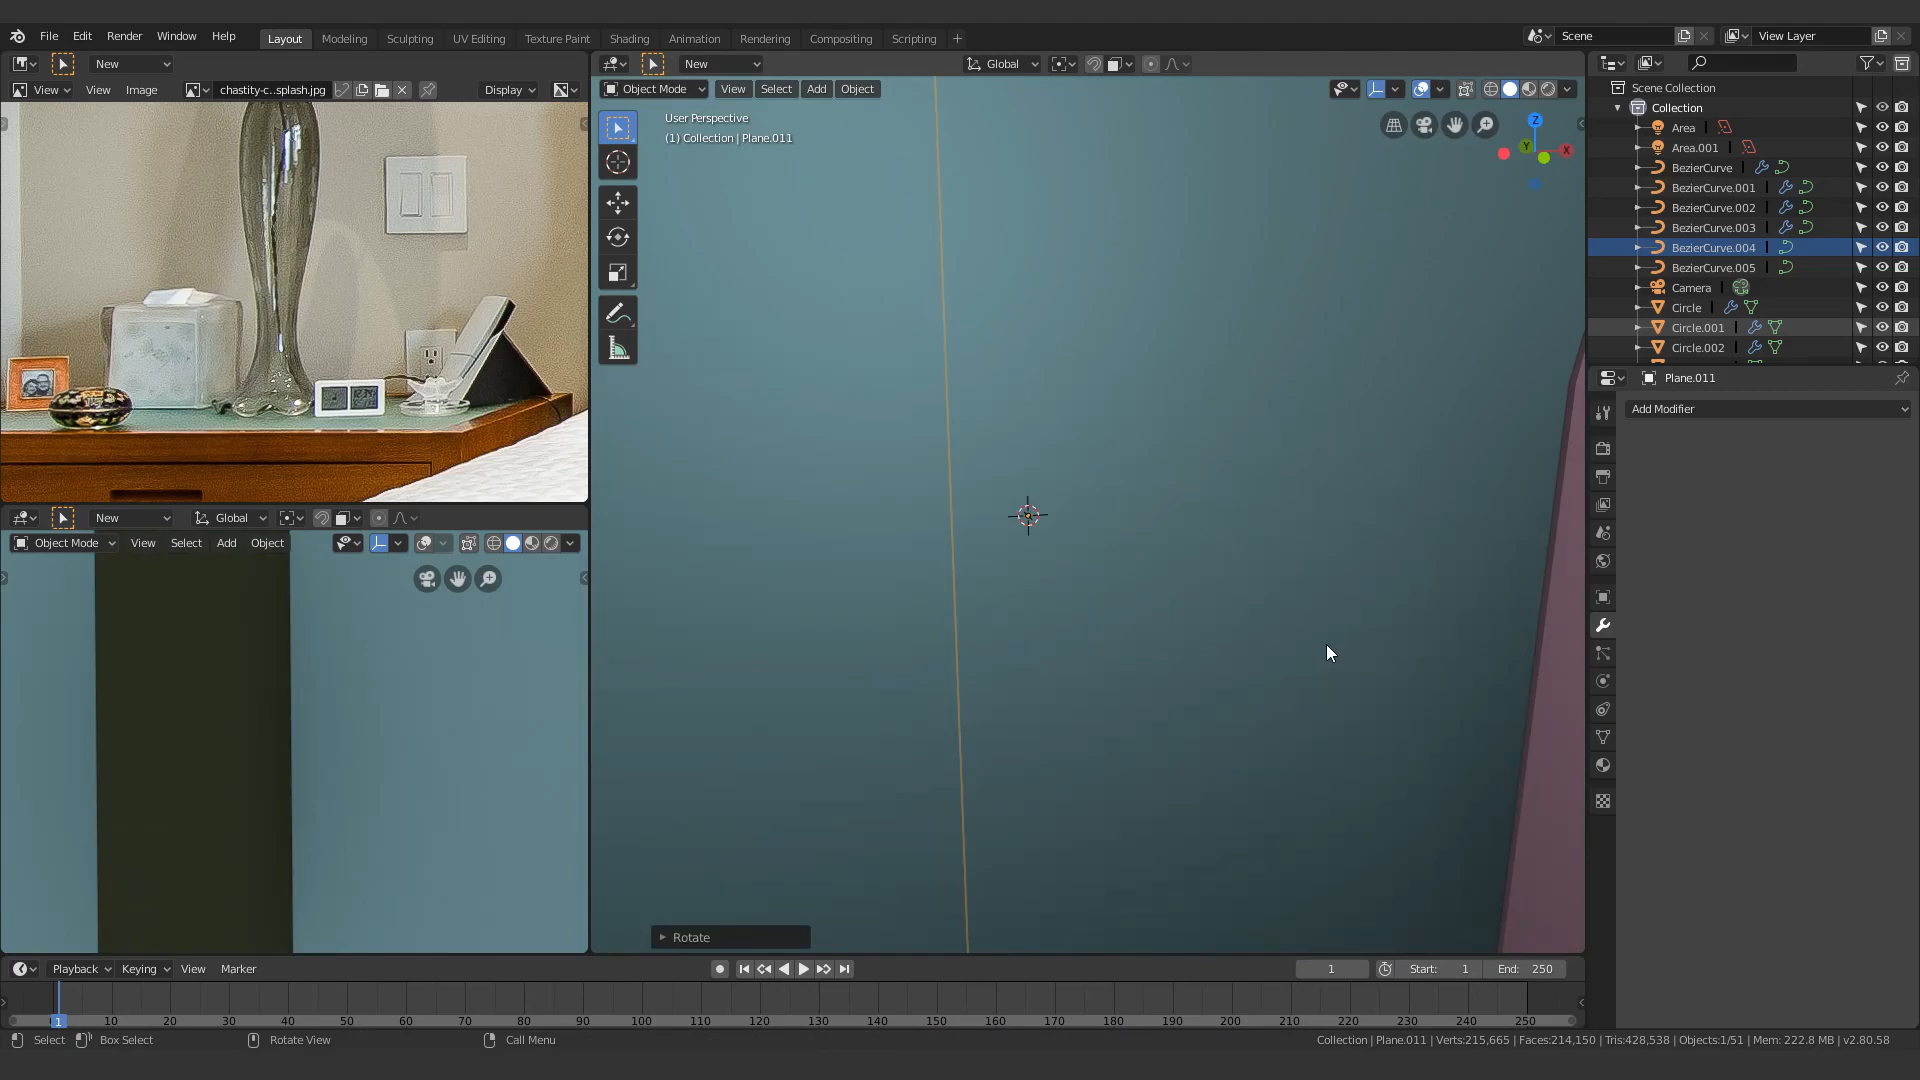 File Edit Render Window Help Layout Modeling Sculpting UV Editing Texture Paint Shading Animation Rendering Compositing Scripting Scene View Layer
New
New Global
View View Image chastity-c..splash.jpg Display
Object Mode View Select Add Object
User Perspective
(1) Collection | Plane.011
Z
Y
X
Scene Collection
Collection
Area
Area.001
BezierCurve
BezierCurve.001
BezierCurve.002
BezierCurve.003
BezierCurve.004
BezierCurve.005
Camera
Circle
Circle.001
Circle.002
Plane.011
Add Modifier
New Global
Object Mode View Select Add Object
Rotate
Playback Keying View Marker 1 Start: 1 End: 250
1 10 20 30 40 50 60 70 80 90 100 110 120 130 140 150 160 170 180 190 200 210 220 230 240 250
Select Box Select Rotate View Call Menu Collection | Plane.011 | Verts:215,665 | Faces:214,150 | Tris:428,538 | Objects:1/51 | Mem: 222.8 MB | v2.80.58